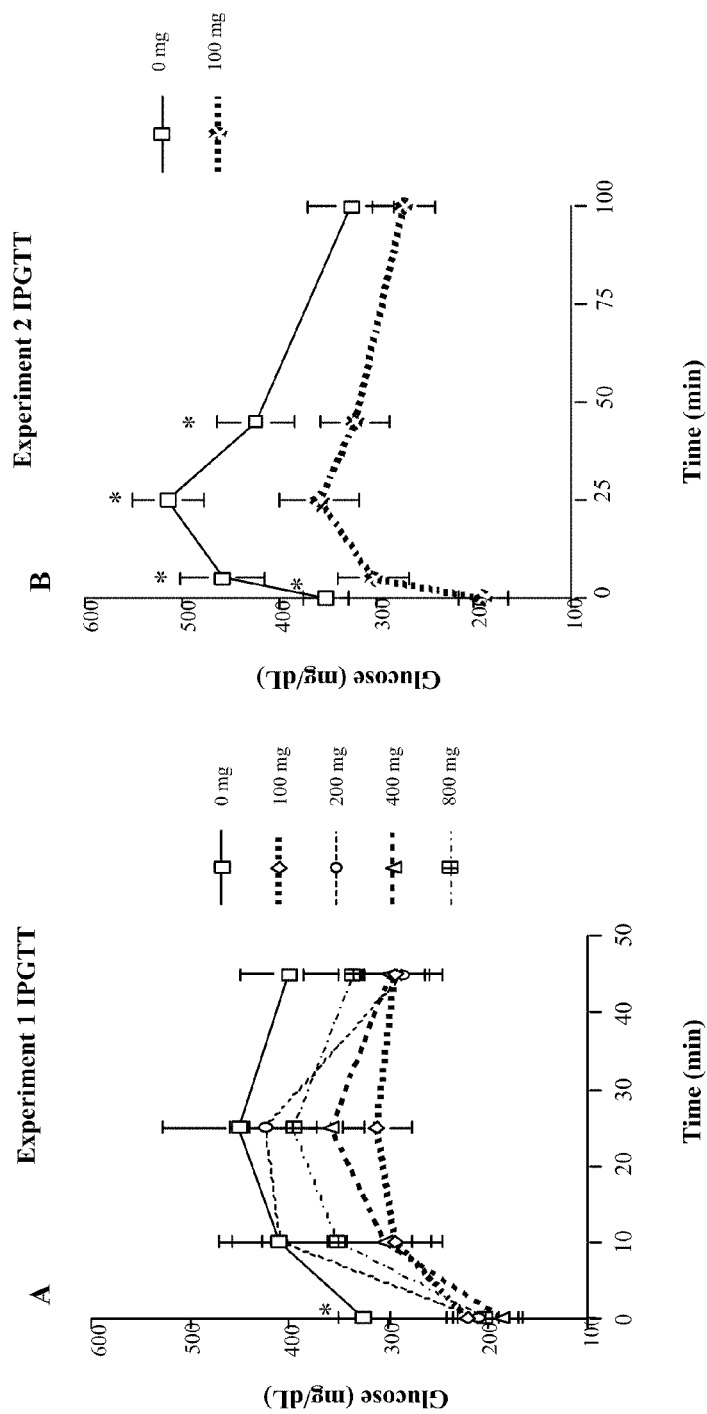 A
Experiment 1 IPGTT
Glucose (mg/dL)
600
500
400
300
200
100
*
0
10
20
30
40
50
Time (min)
0 mg
100 mg
200 mg
400 mg
800 mg
B
Experiment 2 IPGTT
Glucose (mg/dL)
600
500
400
300
200
100
*
*
*
*
0
25
50
75
100
Time (min)
0 mg
100 mg